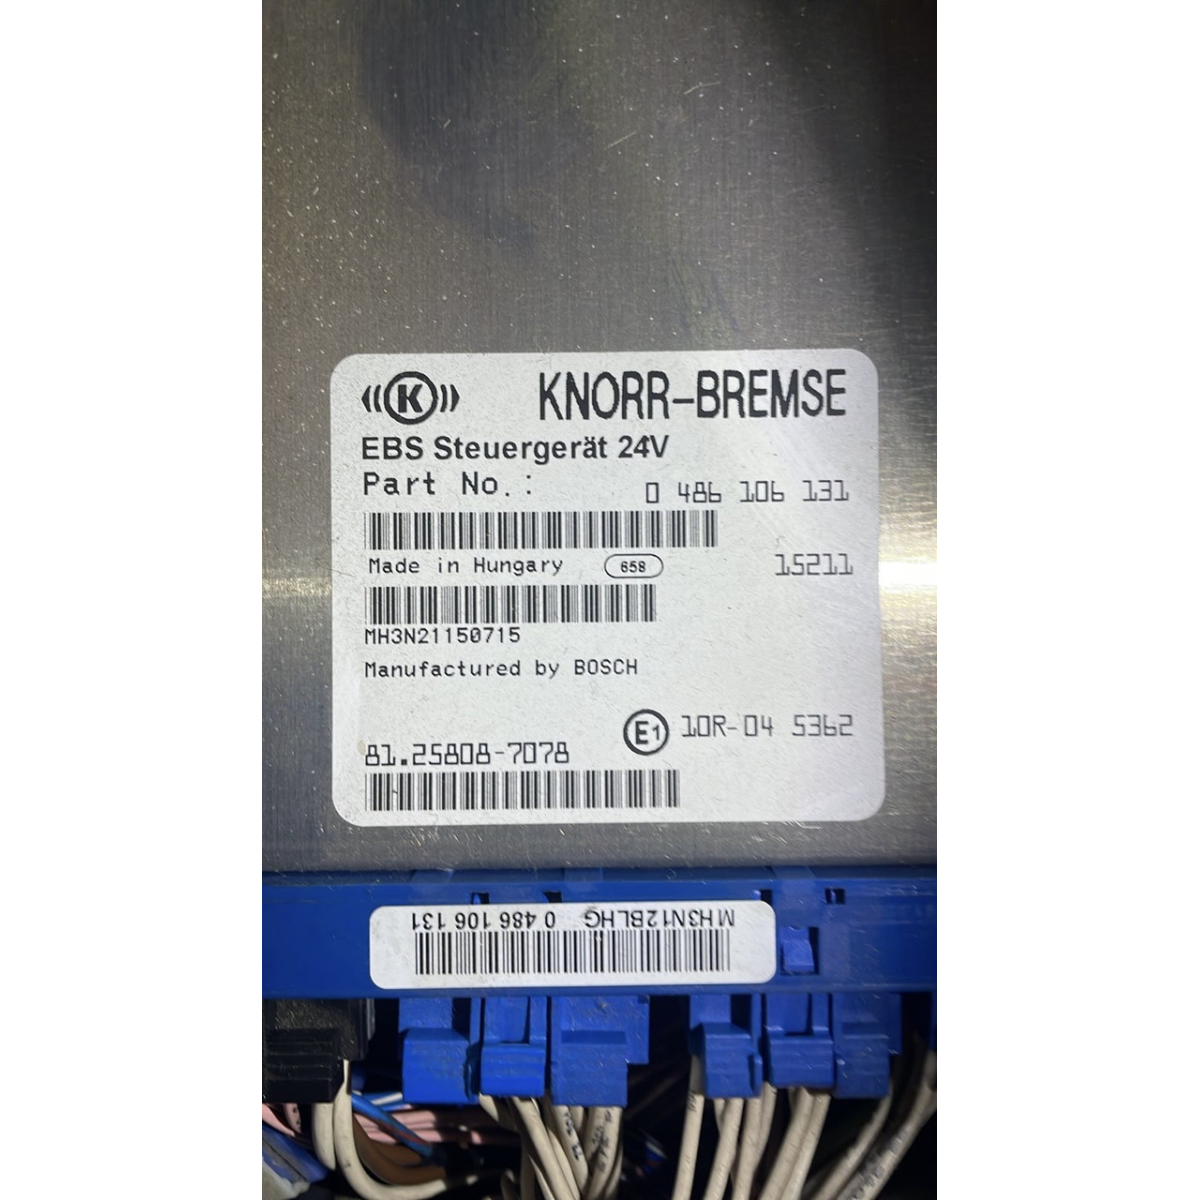 K KNORR-BREMSE
EBS Steuergerät 24V
Part No.: 0 486 106 131
Made in Hungary 658 15211
MH3N21150715
Manufactured by BOSCH
E1 10R-04 5362
81.25808-7078
MH3N12BLHG 0 486 106 131